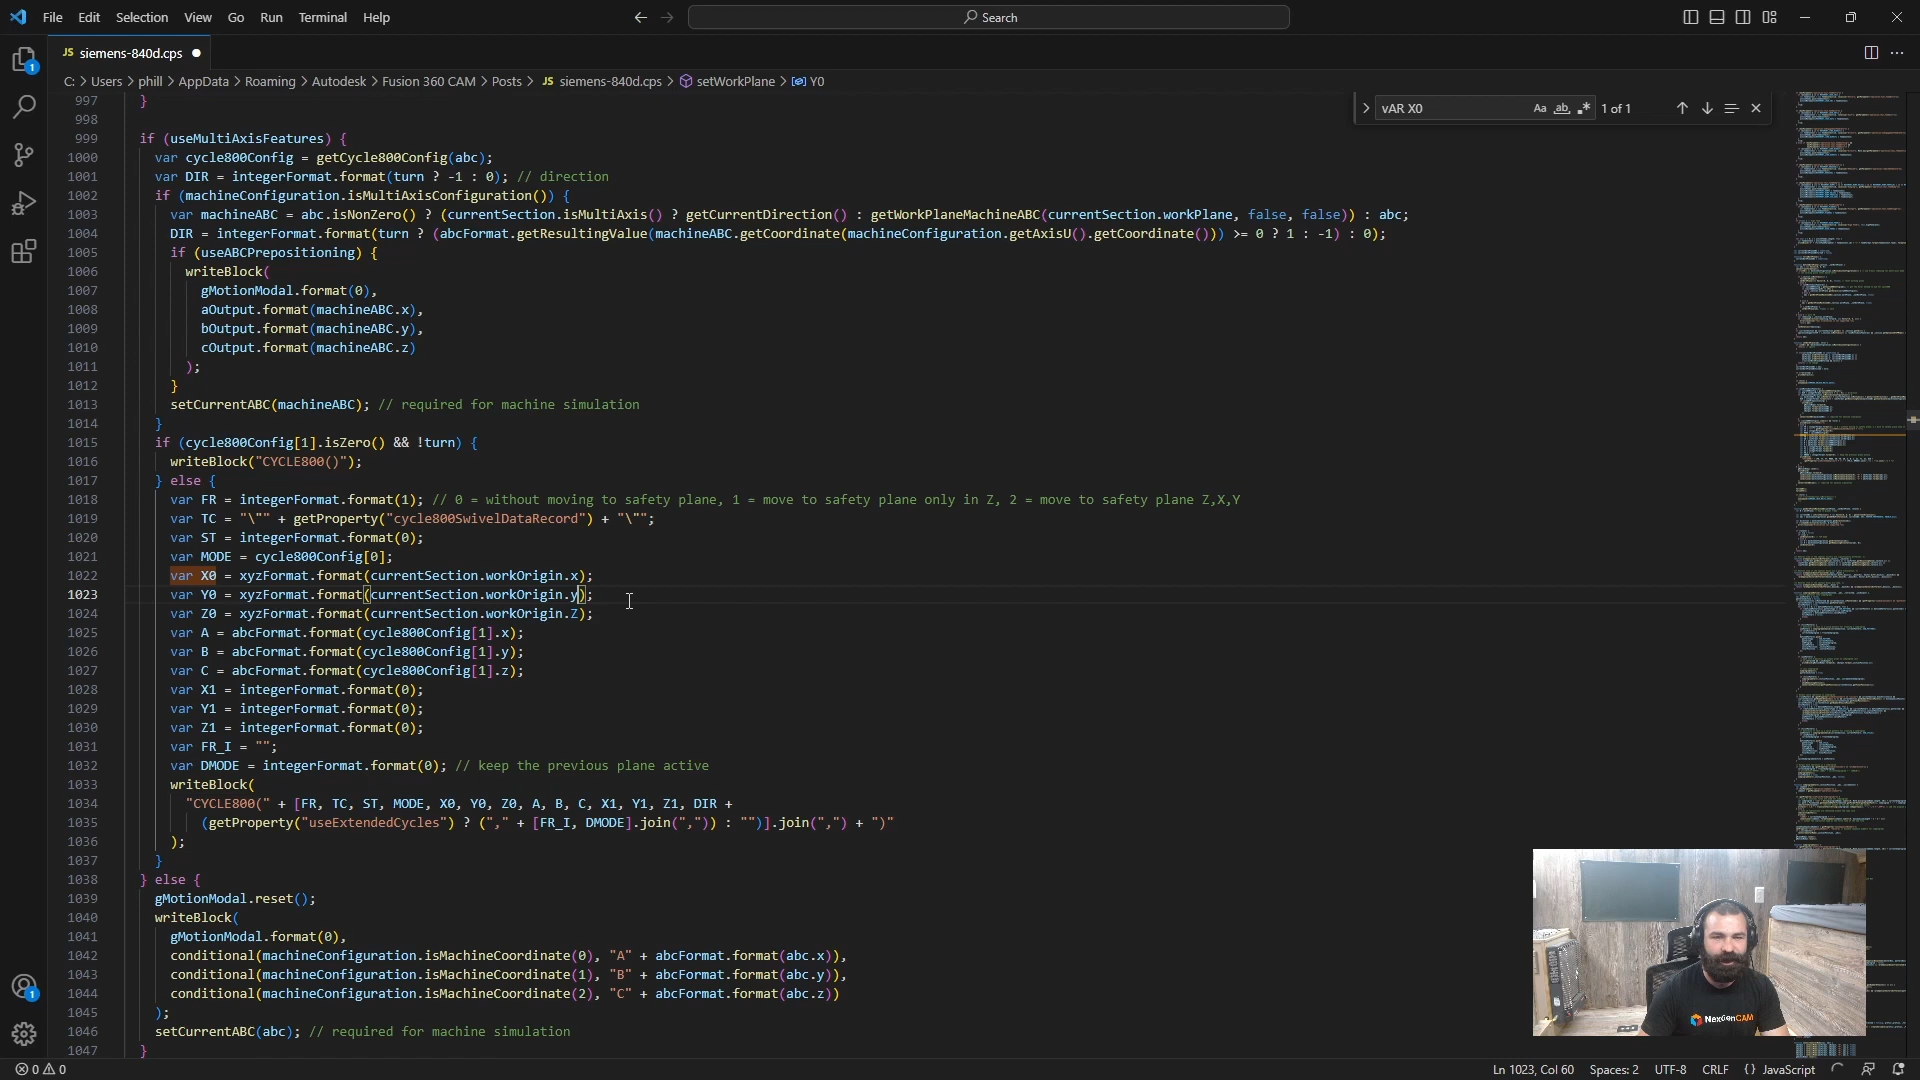 File Edit Selection View Go Run Terminal Help
Search
JS siemens-840d.cps
C: > Users > phill > AppData > Roaming > Autodesk > Fusion 360 CAM > Posts > JS siemens-840d.cps > setWorkPlane > Y0
vAR X0 Aa ab 1 of 1
997 }
998
999 if (useMultiAxisFeatures) {
1000 var cycle800Config = getCycle800Config(abc);
1001 var DIR = integerFormat.format(turn ? -1 : 0); // direction
1002 if (machineConfiguration.isMultiAxisConfiguration()) {
1003 var machineABC = abc.isNonZero() ? (currentSection.isMultiAxis() ? getCurrentDirection() : getWorkPlaneMachineABC(currentSection.workPlane, false, false)) : abc;
1004 DIR = integerFormat.format(turn ? (abcFormat.getResultingValue(machineABC.getCoordinate(machineConfiguration.getAxisU().getCoordinate())) >= 0 ? 1 : -1) : 0);
1005 if (useABCPrepositioning) {
1006 writeBlock(
1007 gMotionModal.format(0),
1008 aOutput.format(machineABC.x),
1009 bOutput.format(machineABC.y),
1010 cOutput.format(machineABC.z)
1011 );
1012 }
1013 setCurrentABC(machineABC); // required for machine simulation
1014 }
1015 if (cycle800Config[1].isZero() && !turn) {
1016 writeBlock("CYCLE800()");
1017 } else {
1018 var FR = integerFormat.format(1); // 0 = without moving to safety plane, 1 = move to safety plane only in Z, 2 = move to safety plane Z,X,Y
1019 var TC = "\"" + getProperty("cycle800SwivelDataRecord") + "\"";
1020 var ST = integerFormat.format(0);
1021 var MODE = cycle800Config[0];
1022 var X0 = xyzFormat.format(currentSection.workOrigin.x);
1023 var Y0 = xyzFormat.format(currentSection.workOrigin.y);
1024 var Z0 = xyzFormat.format(currentSection.workOrigin.Z);
1025 var A = abcFormat.format(cycle800Config[1].x);
1026 var B = abcFormat.format(cycle800Config[1].y);
1027 var C = abcFormat.format(cycle800Config[1].z);
1028 var X1 = integerFormat.format(0);
1029 var Y1 = integerFormat.format(0);
1030 var Z1 = integerFormat.format(0);
1031 var FR_I = "";
1032 var DMODE = integerFormat.format(0); // keep the previous plane active
1033 writeBlock(
1034 "CYCLE800(" + [FR, TC, ST, MODE, X0, Y0, Z0, A, B, C, X1, Y1, Z1, DIR +
1035 (getProperty("useExtendedCycles") ? ("," + [FR_I, DMODE].join(",")) : "")].join(",") + ")"
1036 );
1037 }
1038 } else {
1039 gMotionModal.reset();
1040 writeBlock(
1041 gMotionModal.format(0),
1042 conditional(machineConfiguration.isMachineCoordinate(0), "A" + abcFormat.format(abc.x)),
1043 conditional(machineConfiguration.isMachineCoordinate(1), "B" + abcFormat.format(abc.y)),
1044 conditional(machineConfiguration.isMachineCoordinate(2), "C" + abcFormat.format(abc.z))
1045 );
1046 setCurrentABC(abc); // required for machine simulation
1047 }
NexGenCAM
1
1
0 0
Ln 1023, Col 60 Spaces: 2 UTF-8 CRLF {} JavaScript